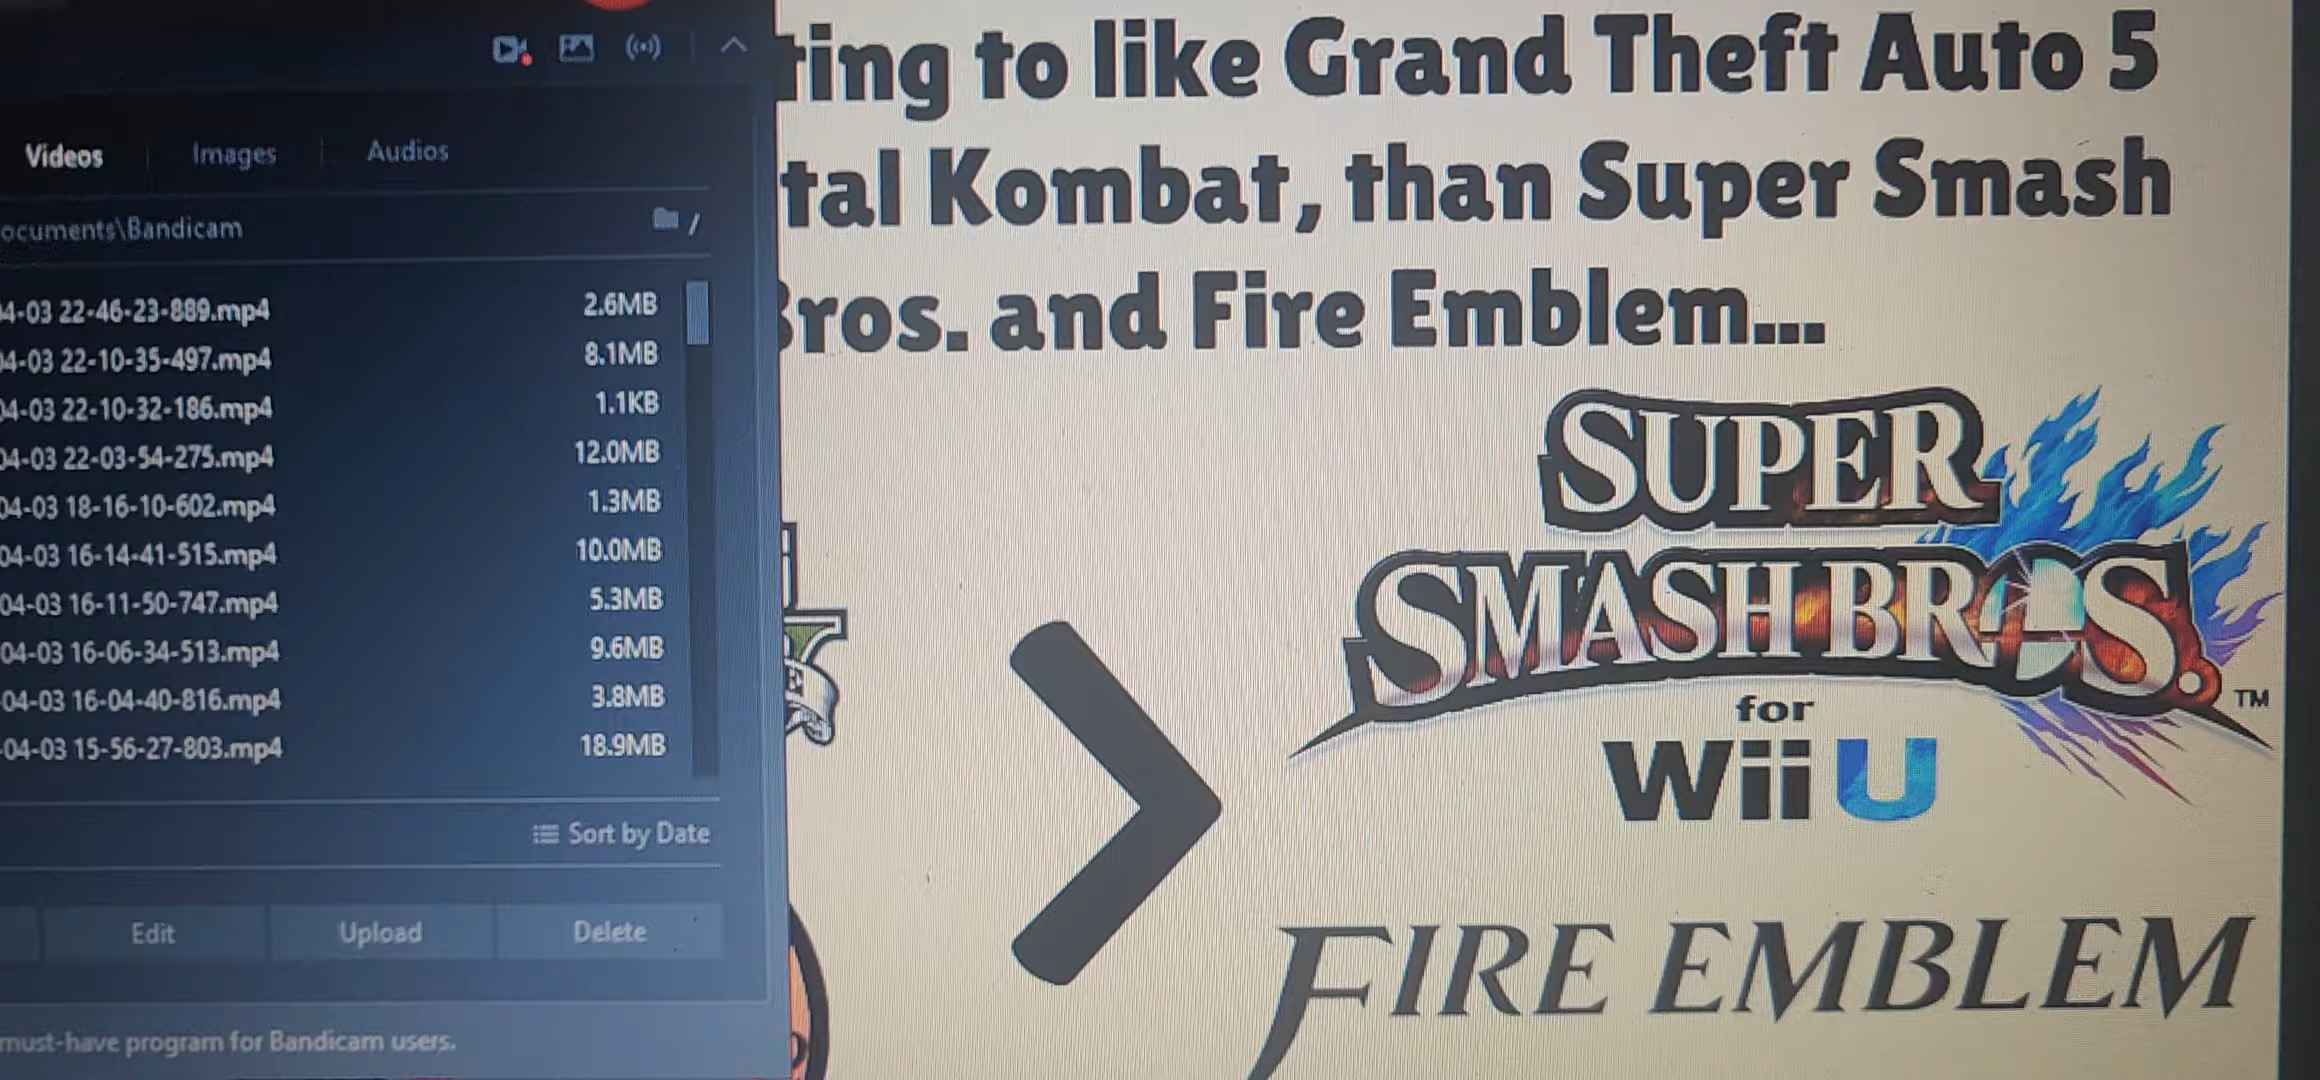 Videos
Images
Audios
ocuments\Bandicam
/
04-03 22-46-23-889.mp4 2.6MB
04-03 22-10-35-497.mp4 8.1MB
04-03 22-10-32-186.mp4 1.1KB
04-03 22-03-54-275.mp4 12.0MB
04-03 18-16-10-602.mp4 1.3MB
04-03 16-14-41-515.mp4 10.0MB
04-03 16-11-50-747.mp4 5.3MB
04-03 16-06-34-513.mp4 9.6MB
04-03 16-04-40-816.mp4 3.8MB
-04-03 15-56-27-803.mp4 18.9MB
Sort by Date
Edit
Upload
Delete
must-have program for Bandicam users.
ting to like Grand Theft Auto 5
tal Kombat, than Super Smash
Bros. and Fire Emblem...
SUPER
SMASH BROS.™
for
Wii U
FIRE EMBLEM